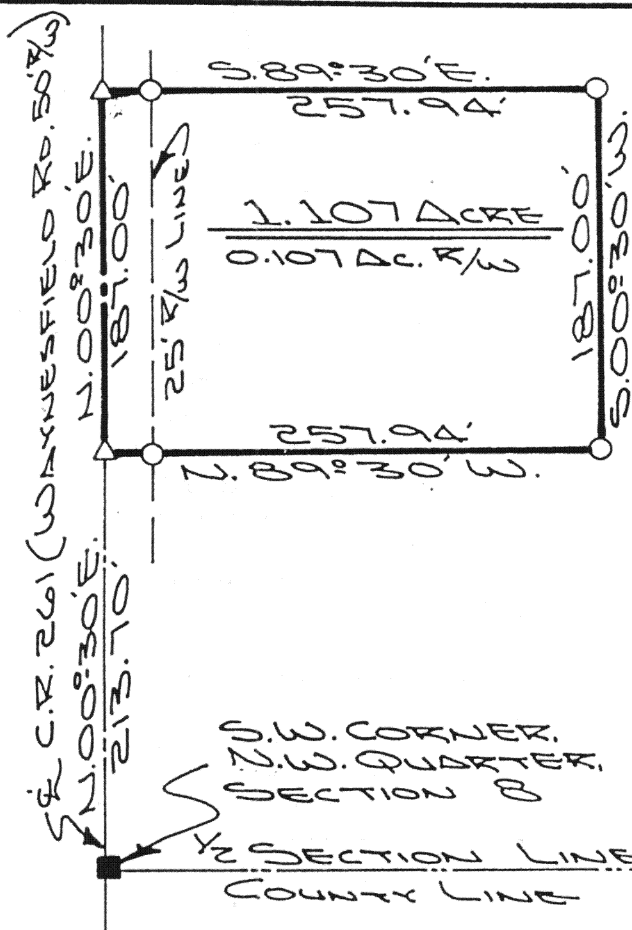 S.89°30'E.
257.94'
1.107 ACRE
0.107 AC. R/W
N.00°30'E.
187.00'
25' R/W LINE
187.00'
S.00°30'W.
257.94'
N.89°30'W.
℄ C.R. 261 (WAYNESFIELD RD. 50' R/W)
N.00°30'E.
213.70'
S.W. CORNER,
N.W. QUARTER,
SECTION 8
1/2 SECTION LINE
COUNTY LINE